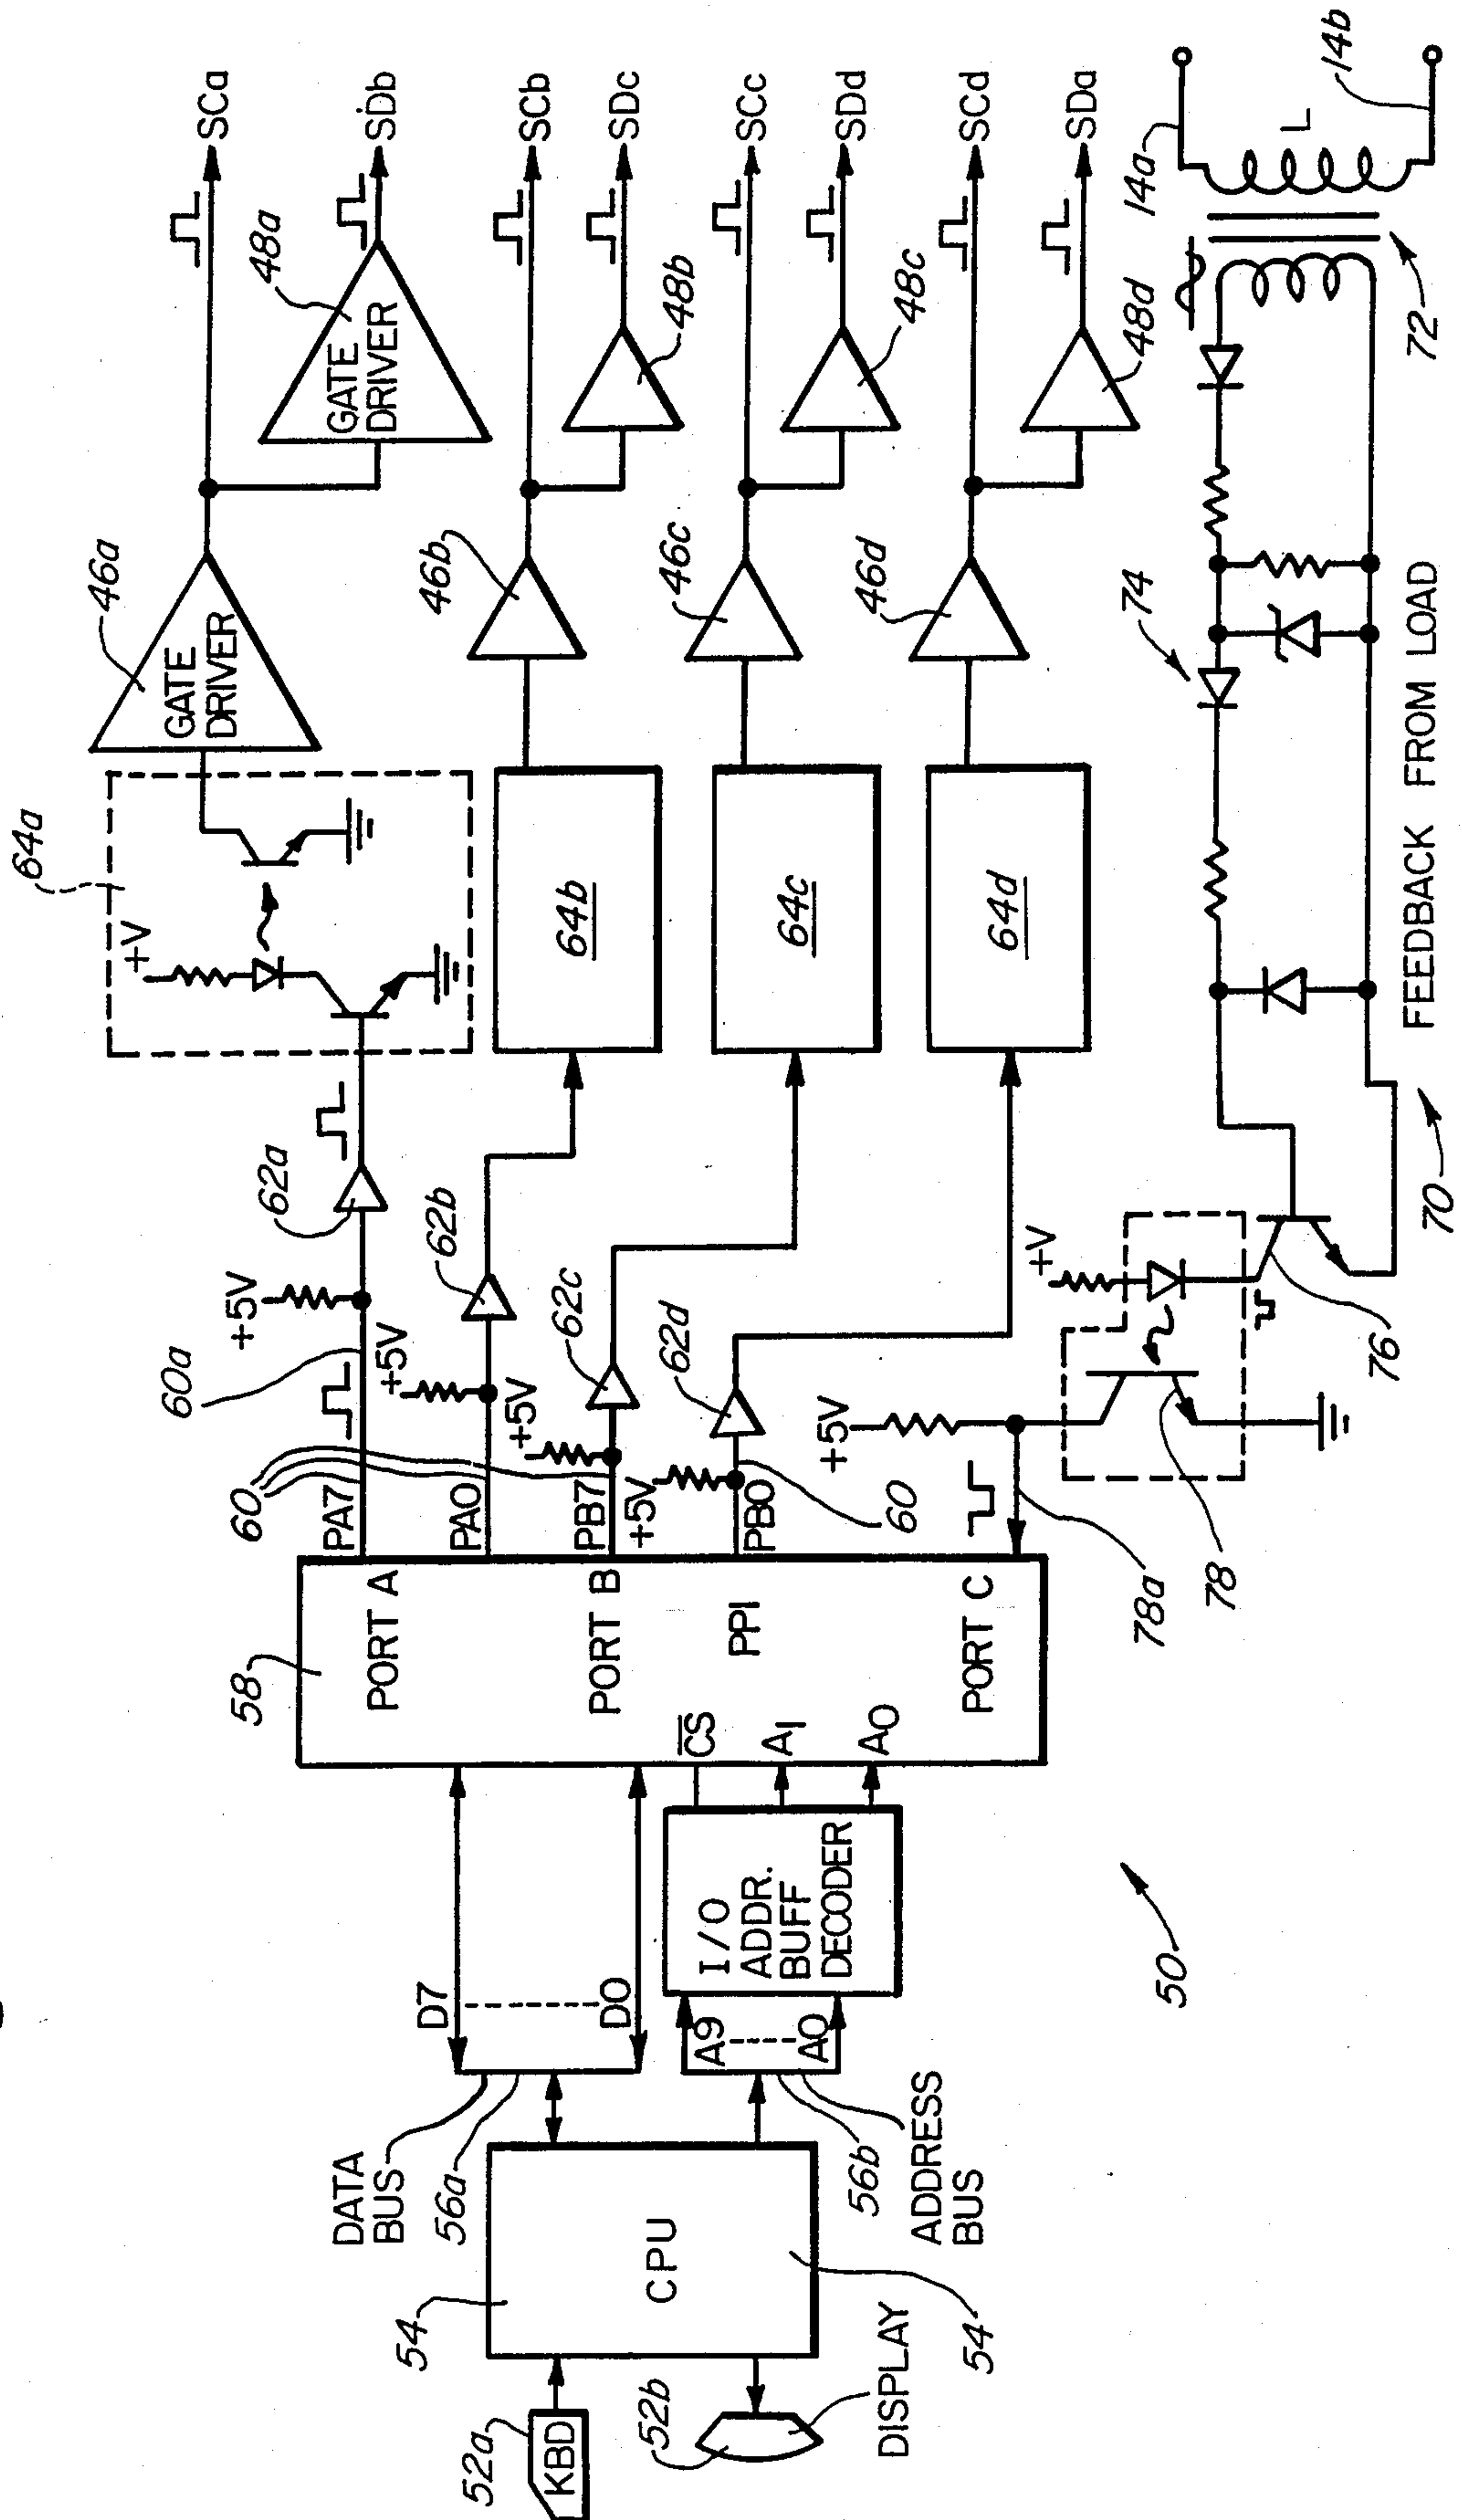 52a
KBD
52b
DISPLAY
54
CPU
54
DATA
BUS
56a
D7
D0
56b
ADDRESS
BUS
A9
A0
I/O
ADDR.
BUFF
DECODER
50
58
PORT A
PORT B
PPI
CS
A1
A0
PORT C
60
PA7
PA0
PB7
PB0
60a
+5V
+5V
+5V
+5V
60
62a
62b
62c
62d
+5V
78a
78
+V
76
70
64a
+V
64b
64c
64d
46a
GATE
DRIVER
46b
46c
46d
48a
GATE
DRIVER
48b
48c
48d
SCa
SDb
SCb
SDc
SCc
SDd
SCd
SDa
74
FEEDBACK FROM LOAD
72
L
14a
14b